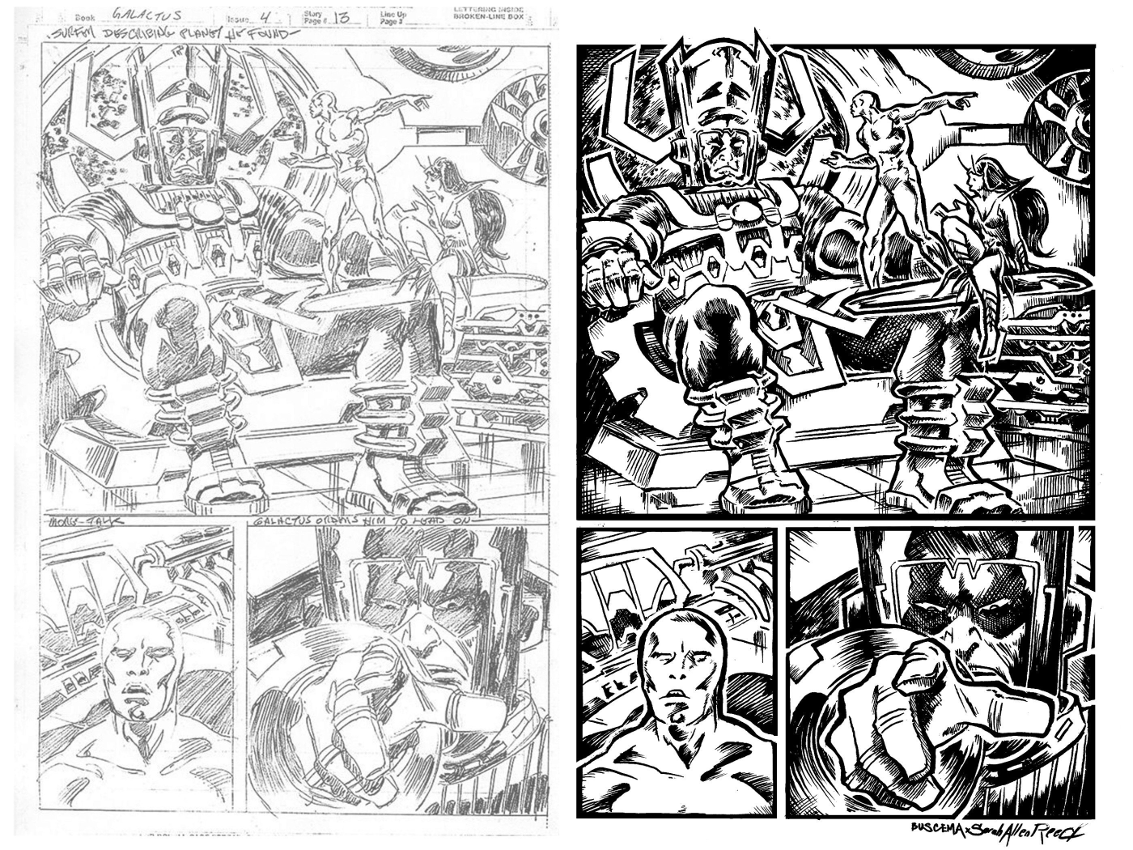 Book GALACTUS Issue 4 Story Page # 13 Line Up Page # LETTERING INSIDE BROKEN-LINE BOX
-SURFER DESCRIBING PLANET HE FOUND-
-MORE-TALK
GALACTUS ORDERS HIM TO LEAD ON-
BUSCEMA x Sarah Allen Reed